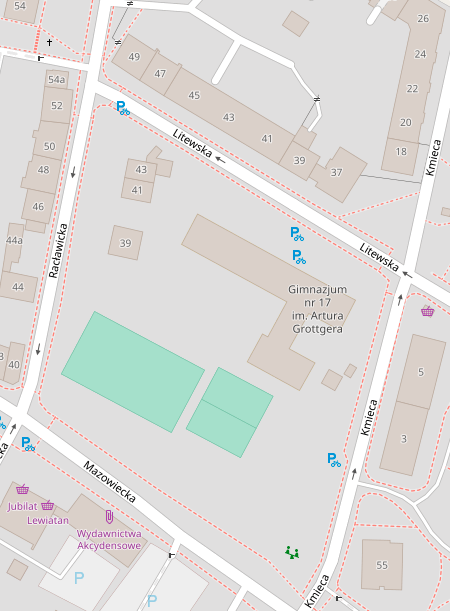 54
26
49
47
24
54a
45
22
52
43
20
Litewska
41
50
18
39
Kmieca
48
43
37
41
46
44a
39
Litewska
Racławicka
44
Gimnazjum
nr 17
im. Artura
Grottgera
40
5
Kmieca
3
Mazowiecka
Jubilat
Lewiatan
Wydawnictwa
Akcydensowe
55
P
P
Kmieca